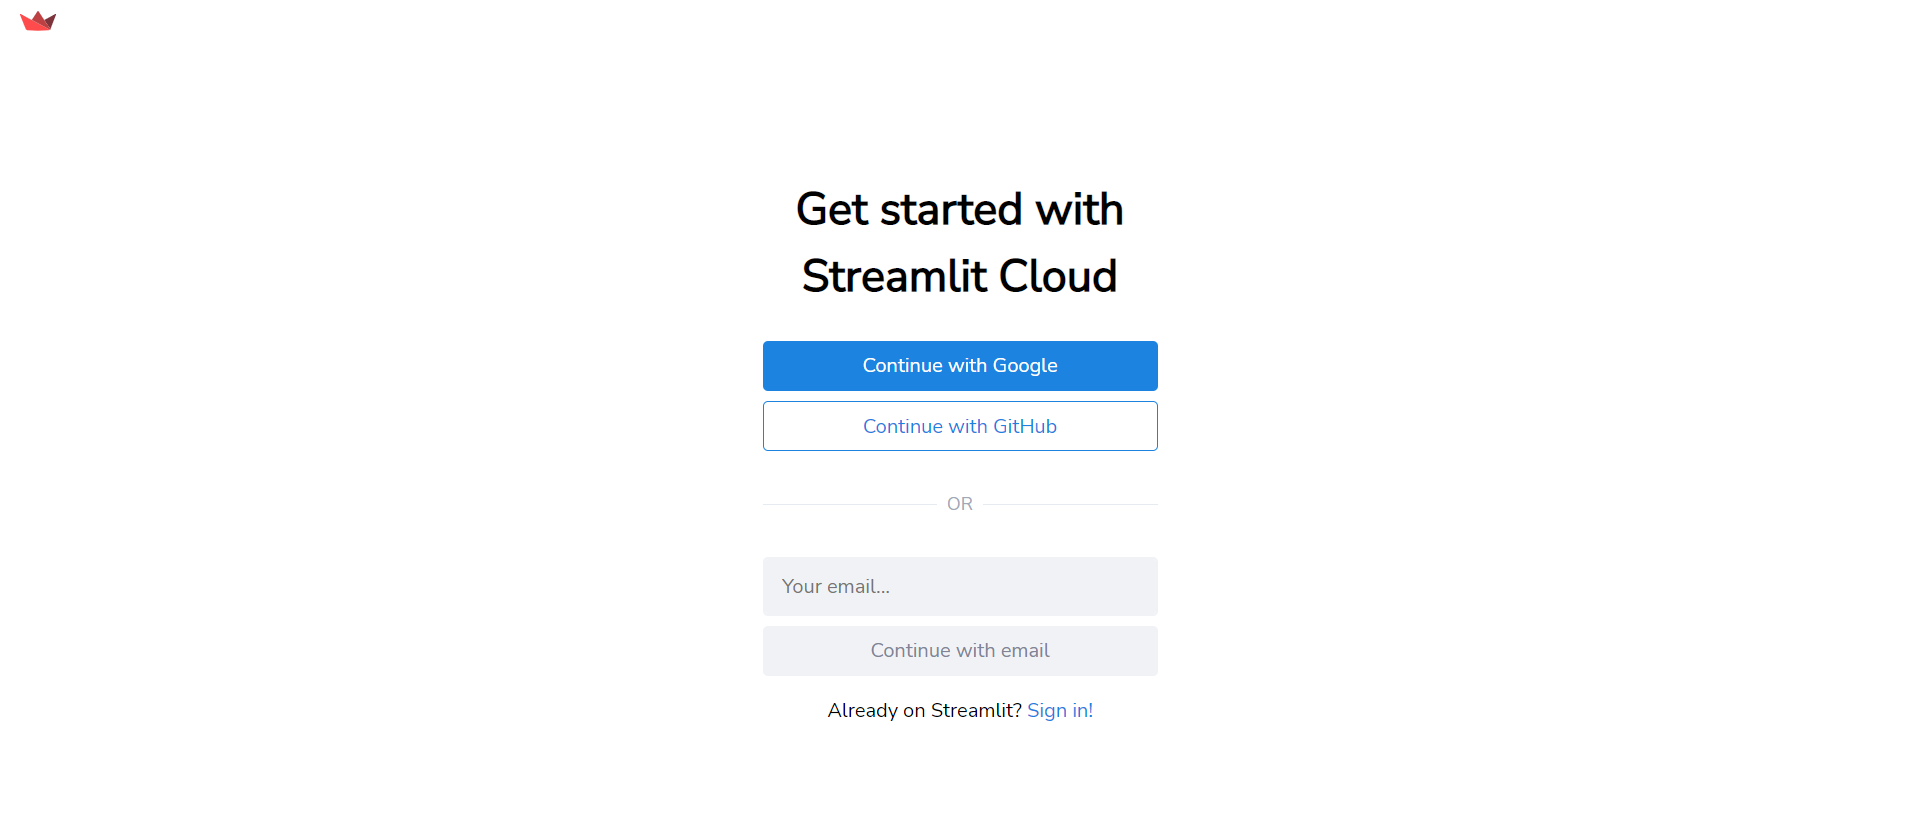 Get started with
Streamlit Cloud
Continue with Google
Continue with GitHub
OR
Your email...
Continue with email
Already on Streamlit? Sign in!